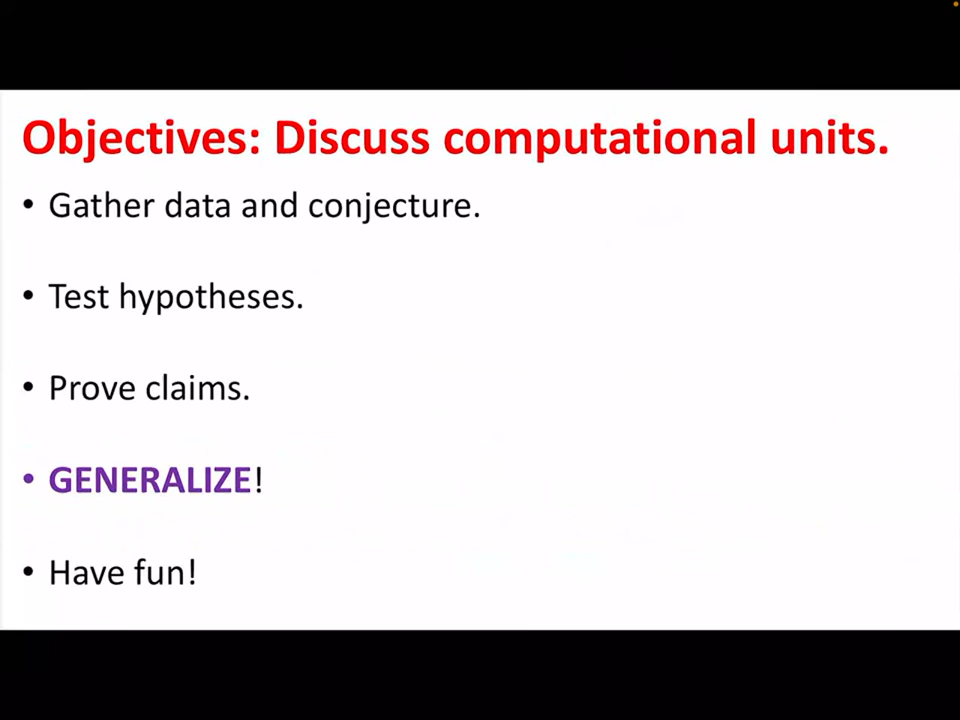 Objectives: Discuss computational units.
• Gather data and conjecture.
• Test hypotheses.
• Prove claims.
• GENERALIZE!
• Have fun!